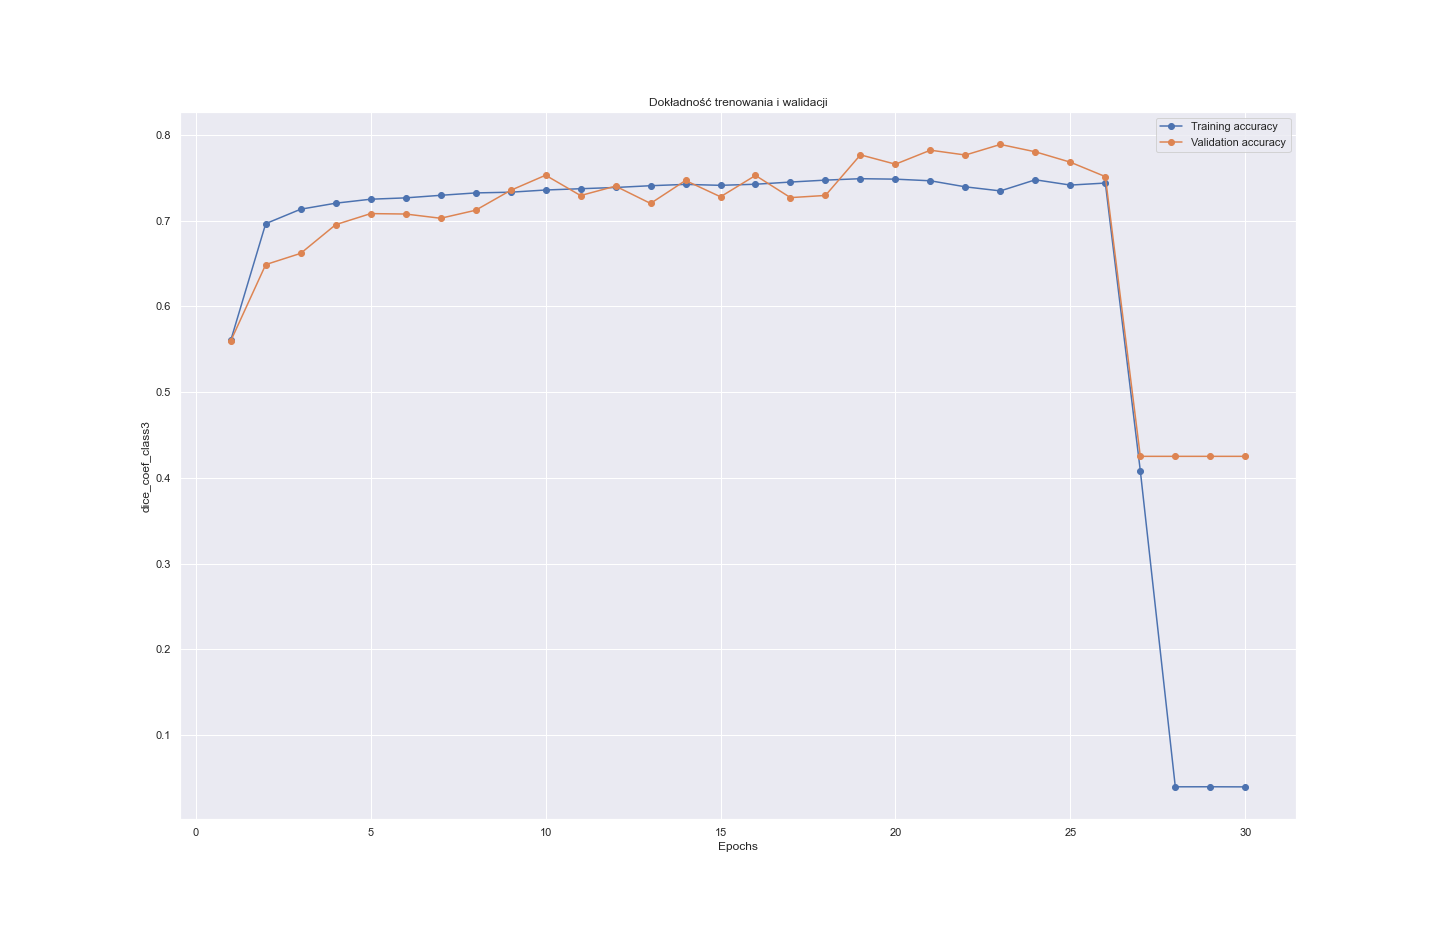 Dokładność trenowania i walidacji
Training accuracy
Validation accuracy
0.8
0.7
0.6
0.5
0.4
0.3
0.2
0.1
dice_coef_class3
0 5 10 15 20 25 30
Epochs